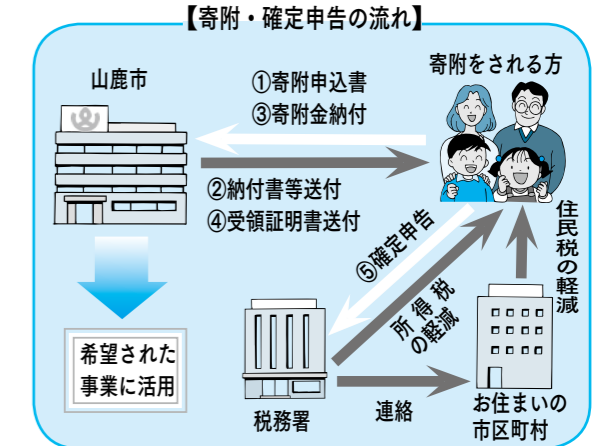 【寄附・確定申告の流れ】
山鹿市
寄附をされる方
①寄附申込書
③寄附金納付
②納付書等送付
④受領証明書送付
⑤確定申告
所得税
の軽減
住民税の軽減
希望された
事業に活用
税務署
連絡
お住まいの
市区町村